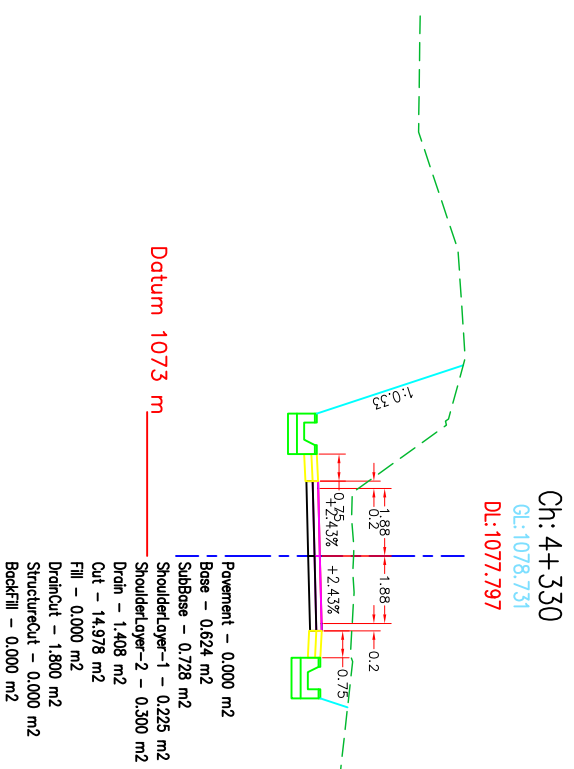 Ch: 4+330
GL:1078.731
DL:1077.797
1:0.33
0.75
0.2
1.88
1.88
0.2
0.75
+2.43%
+2.43%
Datum 1073 m
Pavement - 0.000 m2
Base - 0.624 m2
SubBase - 0.728 m2
ShoulderLayer-1 - 0.225 m2
ShoulderLayer-2 - 0.300 m2
Drain - 1.408 m2
Cut - 14.978 m2
Fill - 0.000 m2
DrainCut - 1.800 m2
StructureCut - 0.000 m2
BackFill - 0.000 m2